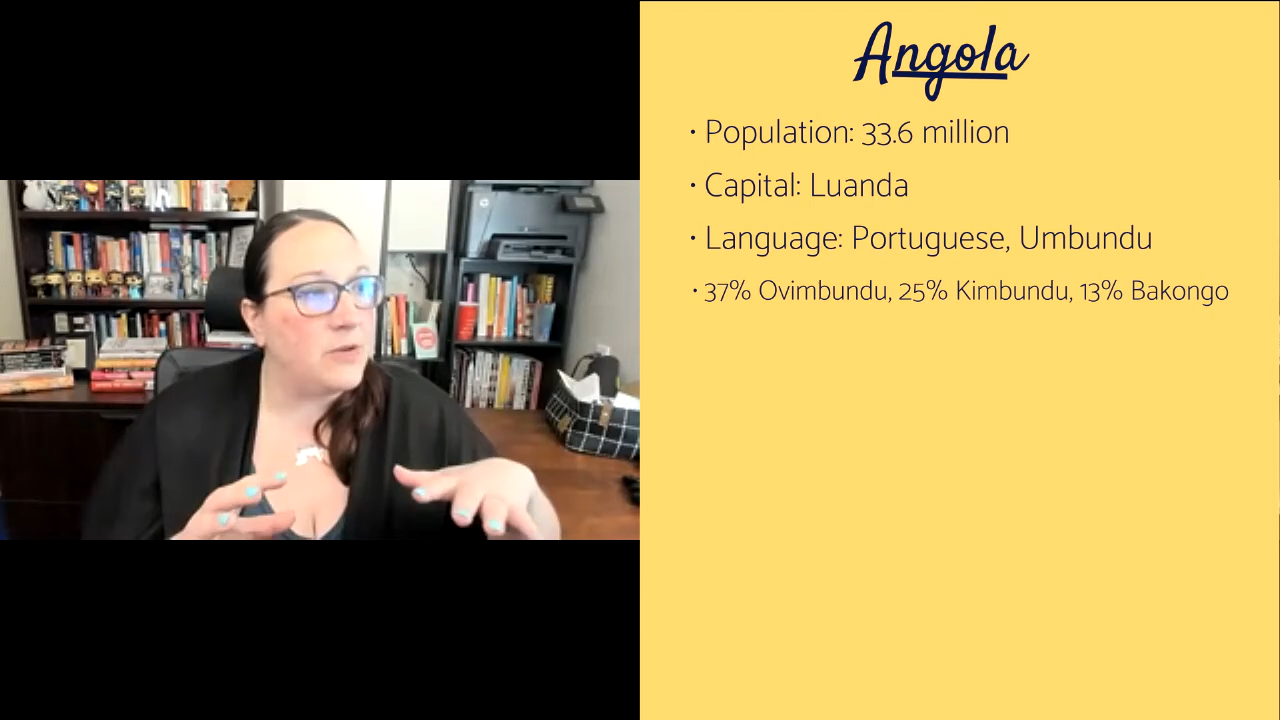 Angola
• Population: 33.6 million
• Capital: Luanda
• Language: Portuguese, Umbundu
• 37% Ovimbundu, 25% Kimbundu, 13% Bakongo